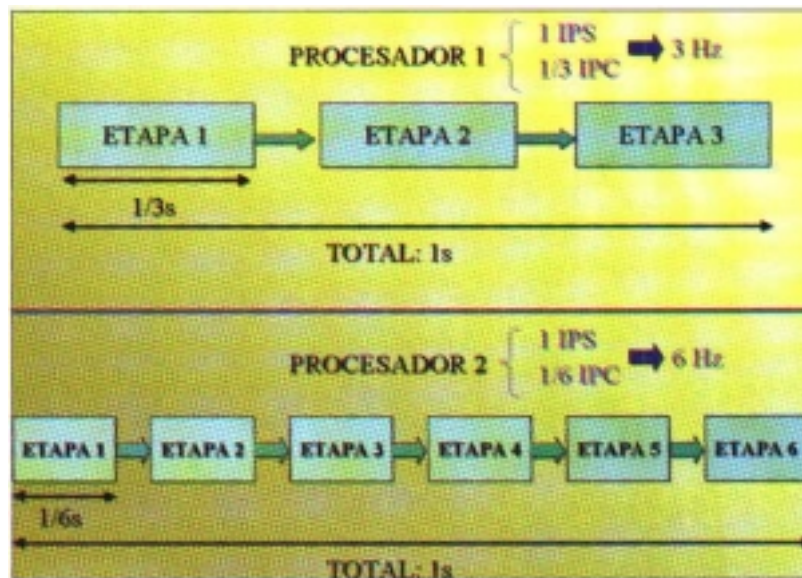 PROCESADOR 1
1 IPS
1/3 IPC
3 Hz
ETAPA 1
ETAPA 2
ETAPA 3
1/3s
TOTAL: 1s
PROCESADOR 2
1 IPS
1/6 IPC
6 Hz
ETAPA 1
ETAPA 2
ETAPA 3
ETAPA 4
ETAPA 5
ETAPA 6
1/6s
TOTAL: 1s